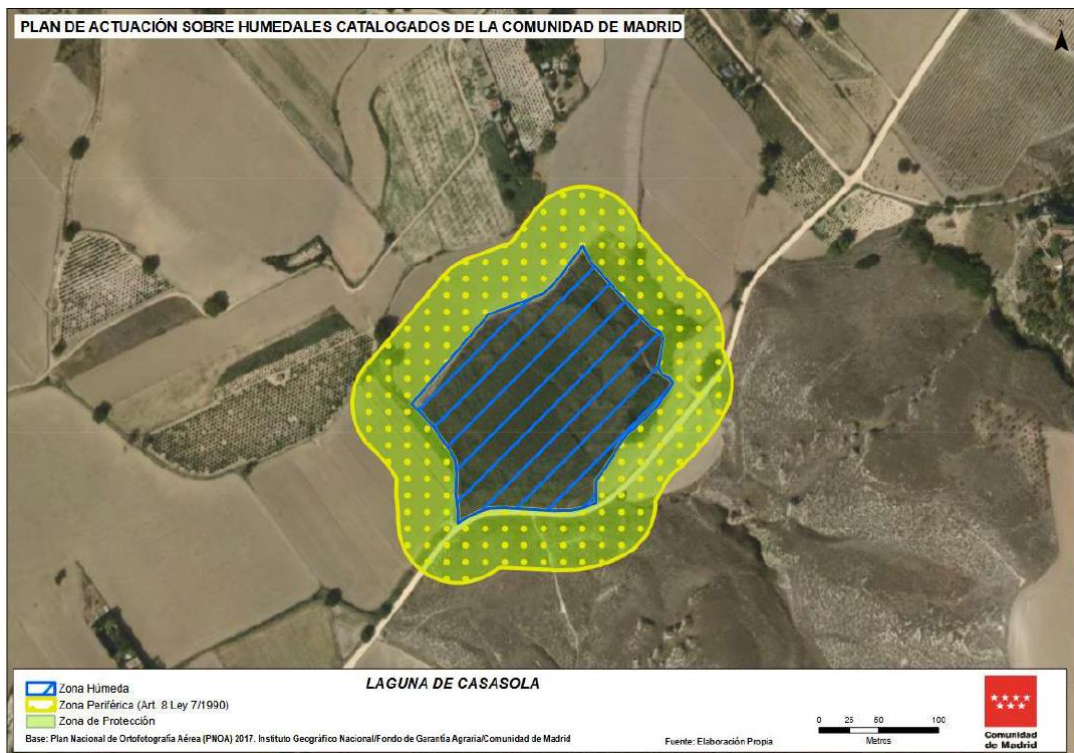 PLAN DE ACTUACIÓN SOBRE HUMEDALES CATALOGADOS DE LA COMUNIDAD DE MADRID
LAGUNA DE CASASOLA
Zona Húmeda
Zona Periférica (Art. 8 Ley 7/1990)
Zona de Protección
Base: Plan Nacional de Ortofotografía Aérea (PNOA) 2017. Instituto Geográfico Nacional/Fondo de Garantía Agraria/Comunidad de Madrid
Fuente: Elaboración Propia
0 25 50 100
Metros
Comunidad
de Madrid